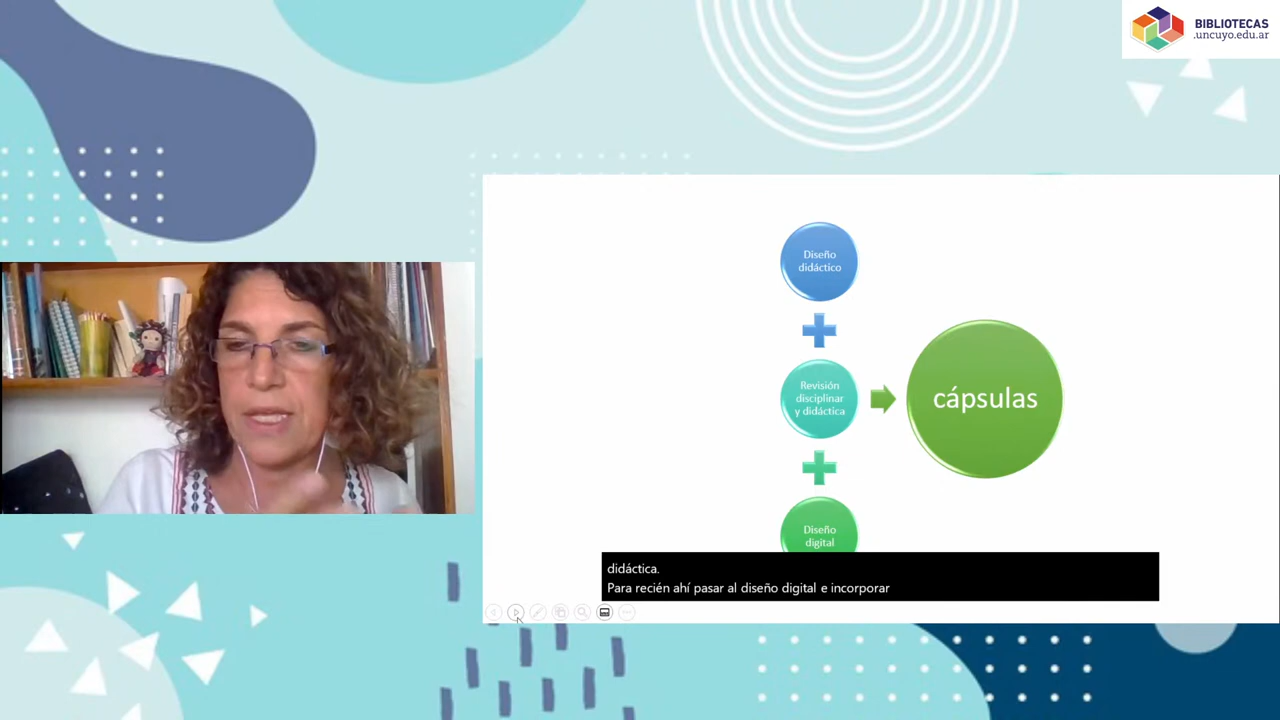 BIBLIOTECAS
.uncuyo.edu.ar
Diseño
didáctico
Revisión
disciplinar
y didáctica
cápsulas
Diseño
digital
didáctica.
Para recién ahí pasar al diseño digital e incorporar